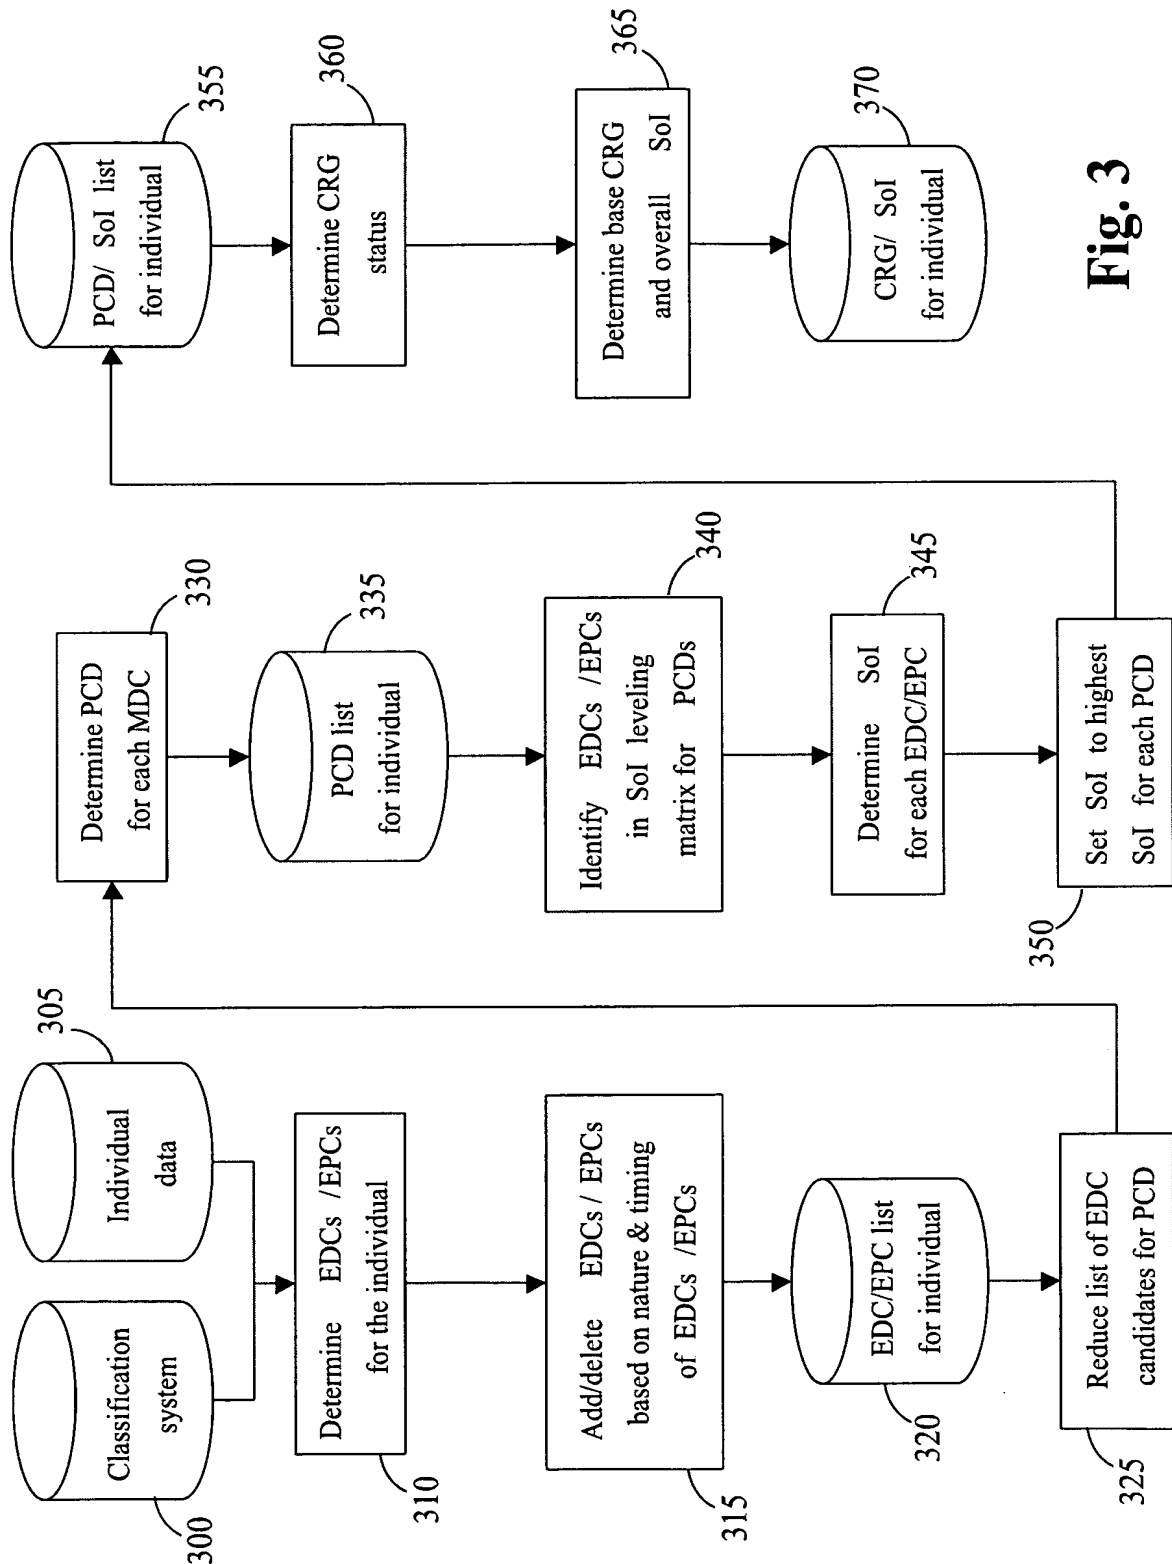 Classification
system
300
Individual
data
305
Determine EDCs /EPCs
for the individual
310
Add/delete EDCs / EPCs
based on nature & timing
of EDCs /EPCs
315
EDC/EPC list
for individual
320
Reduce list of EDC
candidates for PCD
325
Determine PCD
for each MDC
330
PCD list
for individual
335
Identify EDCs /EPCs
in SoI leveling
matrix for PCDs
340
Determine SoI
for each EDC/EPC
345
Set SoI to highest
SoI for each PCD
350
PCD/ SoI list
for individual
355
Determine CRG
status
360
Determine base CRG
and overall SoI
365
CRG/ SoI
for individual
370
Fig. 3